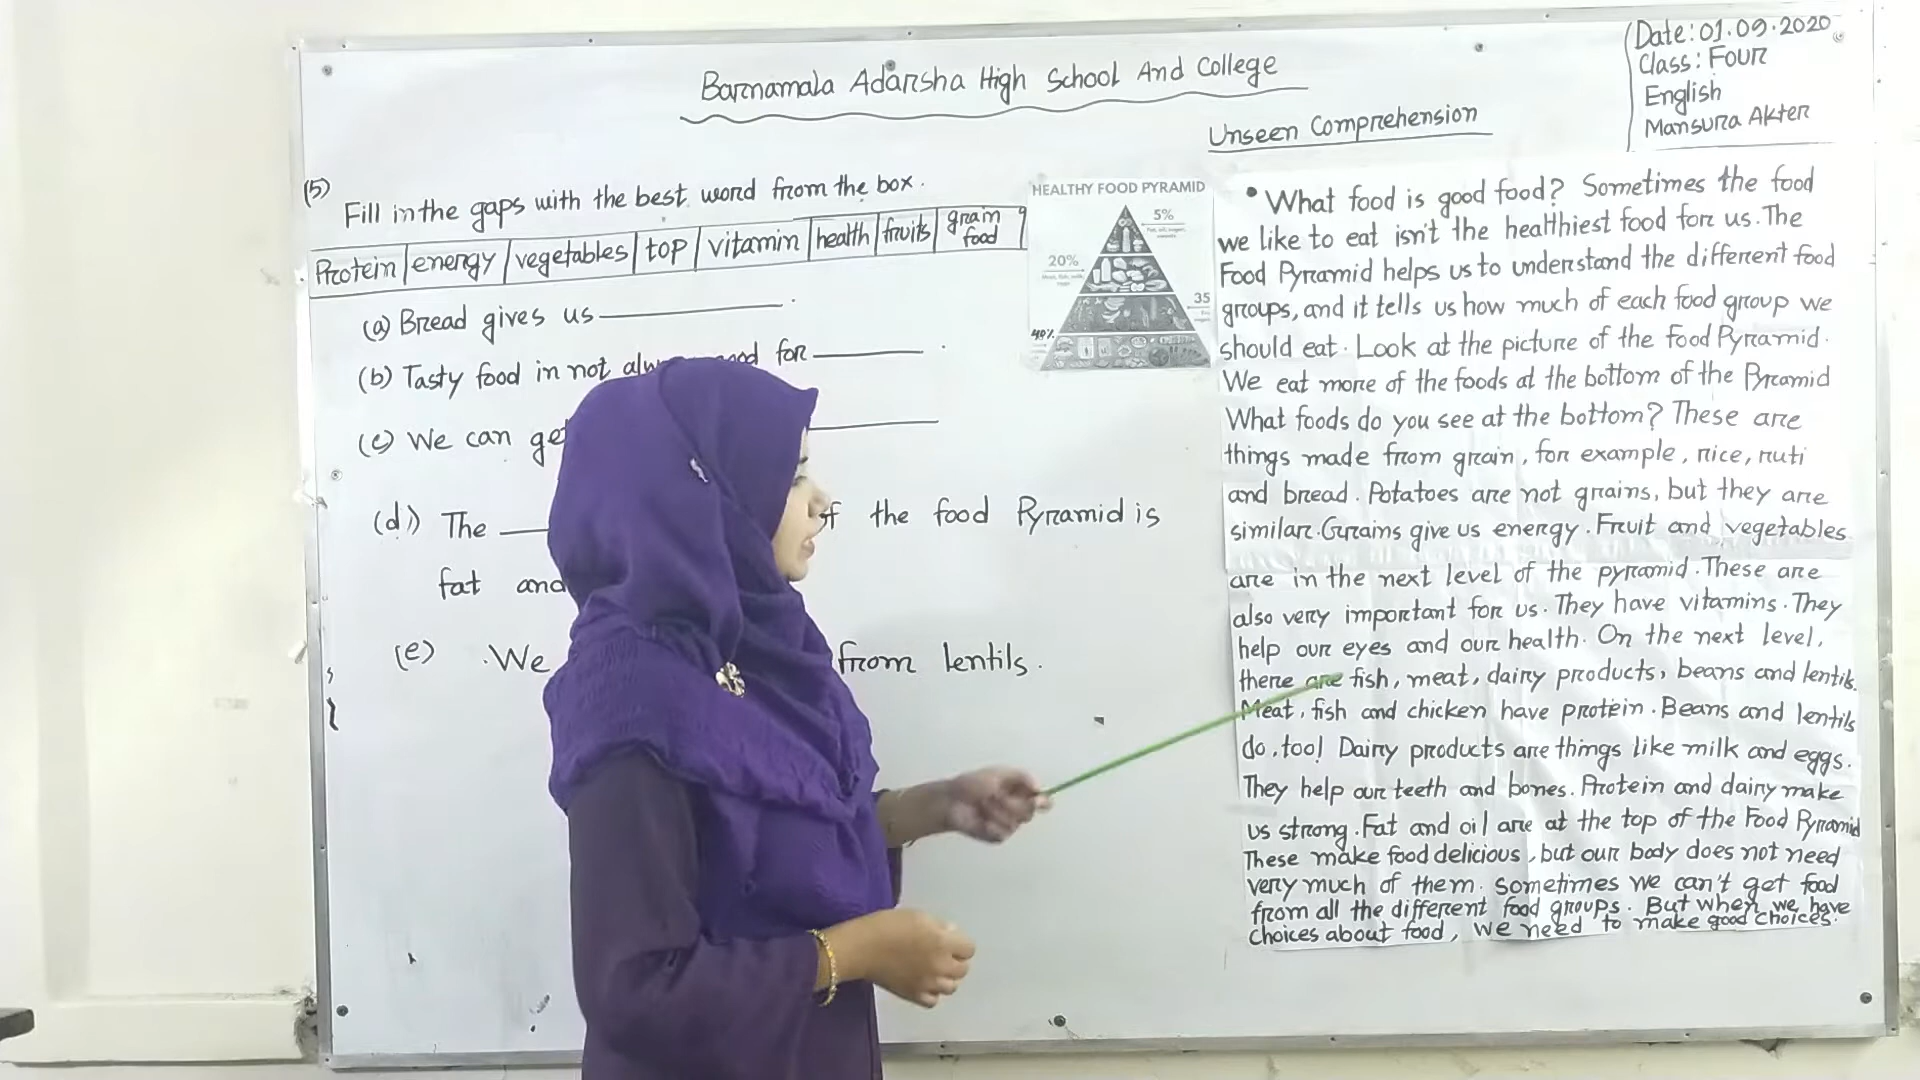 Barnamala Adarsha High School And College
Date: 01.09.2020
Class: Four
English
Mansura Akter
Unseen Comprehension
(5)
Fill in the gaps with the best word from the box.
Protein energy vegetables top vitamin health fruits grain food
(a) Bread gives us
(b) Tasty food in not for
(c) We can
(d) The of the food Pyramid is
fat and
(e) We from lentils.
HEALTHY FOOD PYRAMID
5%
20%
35
40%
• What food is good food? Sometimes the food
we like to eat isn't the healthiest food for us. The
Food Pyramid helps us to understand the different food
groups, and it tells us how much of each food group we
should eat. Look at the picture of the food Pyramid.
We eat more of the foods at the bottom of the Pyramid
What foods do you see at the bottom? These are
things made from grain, for example, rice, ruti
and bread. Potatoes are not grains, but they are
similar. Grains give us energy. Fruit and vegetables
are in the next level of the pyramid. These are
also very important for us. They have vitamins. They
help our eyes and our health. On the next level,
there are fish, meat, dairy products, beans and lentils.
Meat, fish and chicken have protein. Beans and lentils
do, too! Dairy products are things like milk and eggs.
They help our teeth and bones. Protein and dairy make
us strong. Fat and oil are at the top of the Food Pyramid
These make food delicious, but our body does not need
very much of them. Sometimes we can't get food
from all the different food groups. But when we have
choices about food, we need to make good choices.